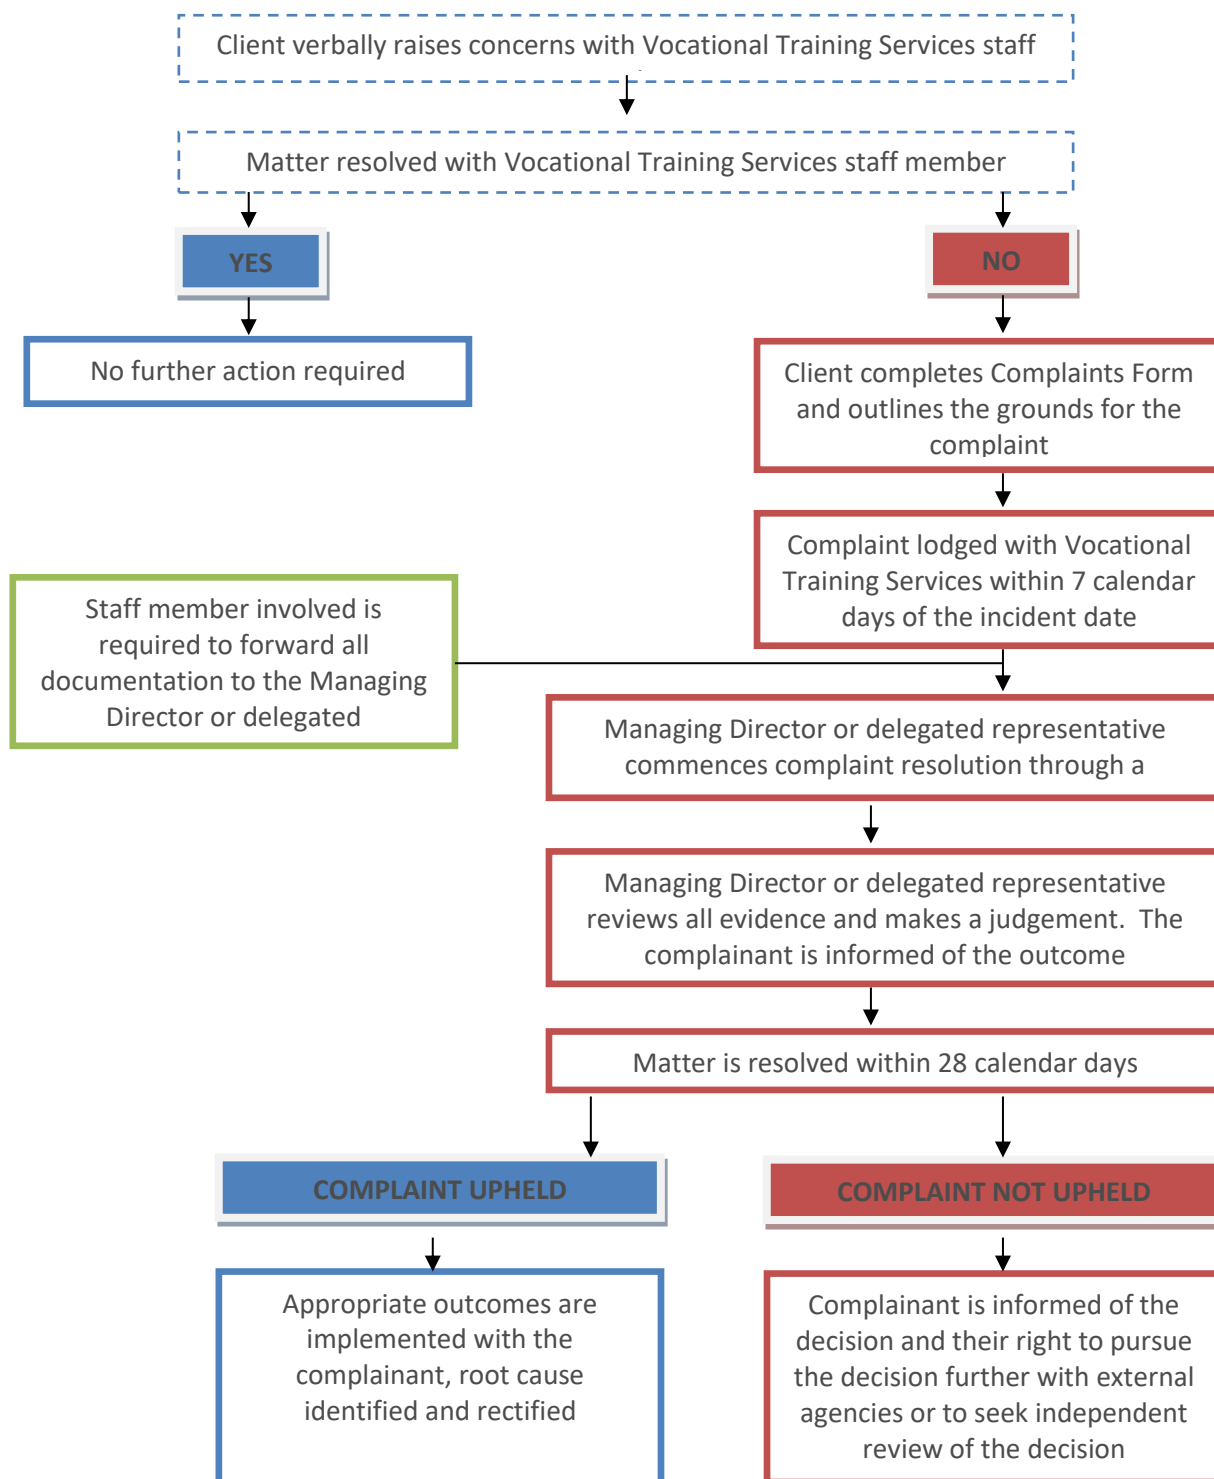 Client verbally raises concerns with Vocational Training Services staff
Matter resolved with Vocational Training Services staff member
YES
NO
No further action required
Client completes Complaints Form
and outlines the grounds for the
complaint
Complaint lodged with Vocational
Training Services within 7 calendar
days of the incident date
Staff member involved is
required to forward all
documentation to the Managing
Director or delegated
Managing Director or delegated representative
commences complaint resolution through a
Managing Director or delegated representative
reviews all evidence and makes a judgement.  The
complainant is informed of the outcome
Matter is resolved within 28 calendar days
COMPLAINT UPHELD
COMPLAINT NOT UPHELD
Appropriate outcomes are
implemented with the
complainant, root cause
identified and rectified
Complainant is informed of the
decision and their right to pursue
the decision further with external
agencies or to seek independent
review of the decision